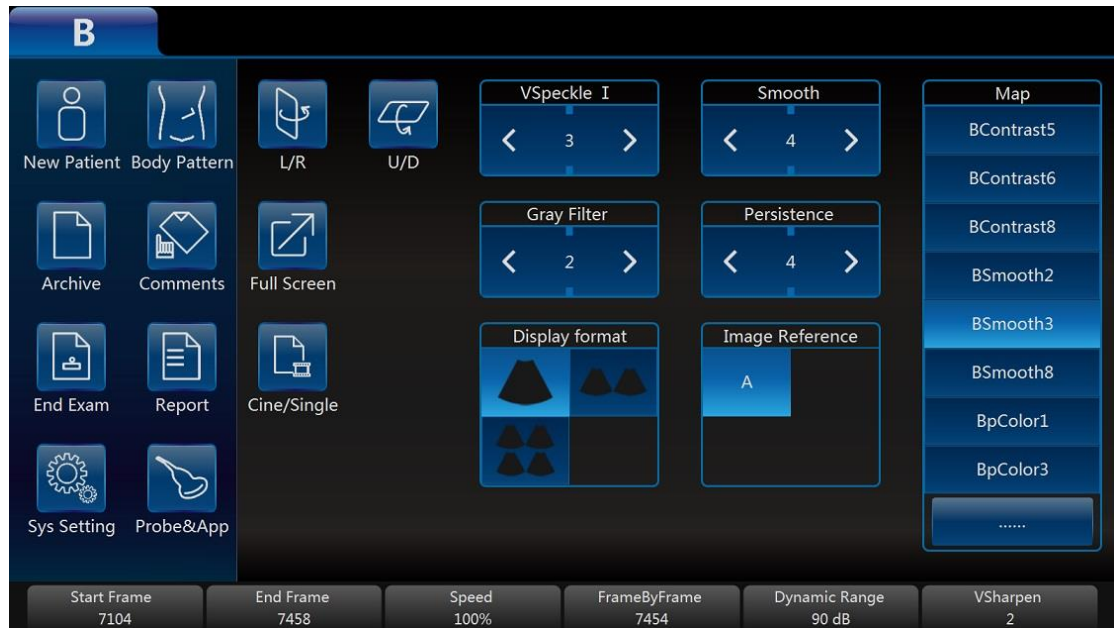 B
New Patient
Body Pattern
L/R
U/D
Archive
Comments
Full Screen
End Exam
Report
Cine/Single
Sys Setting
Probe&App
VSpeckle I
3
Smooth
4
Gray Filter
2
Persistence
4
Display format
Image Reference
A
Map
BContrast5
BContrast6
BContrast8
BSmooth2
BSmooth3
BSmooth8
BpColor1
BpColor3
......
Start Frame
7104
End Frame
7458
Speed
100%
FrameByFrame
7454
Dynamic Range
90 dB
VSharpen
2